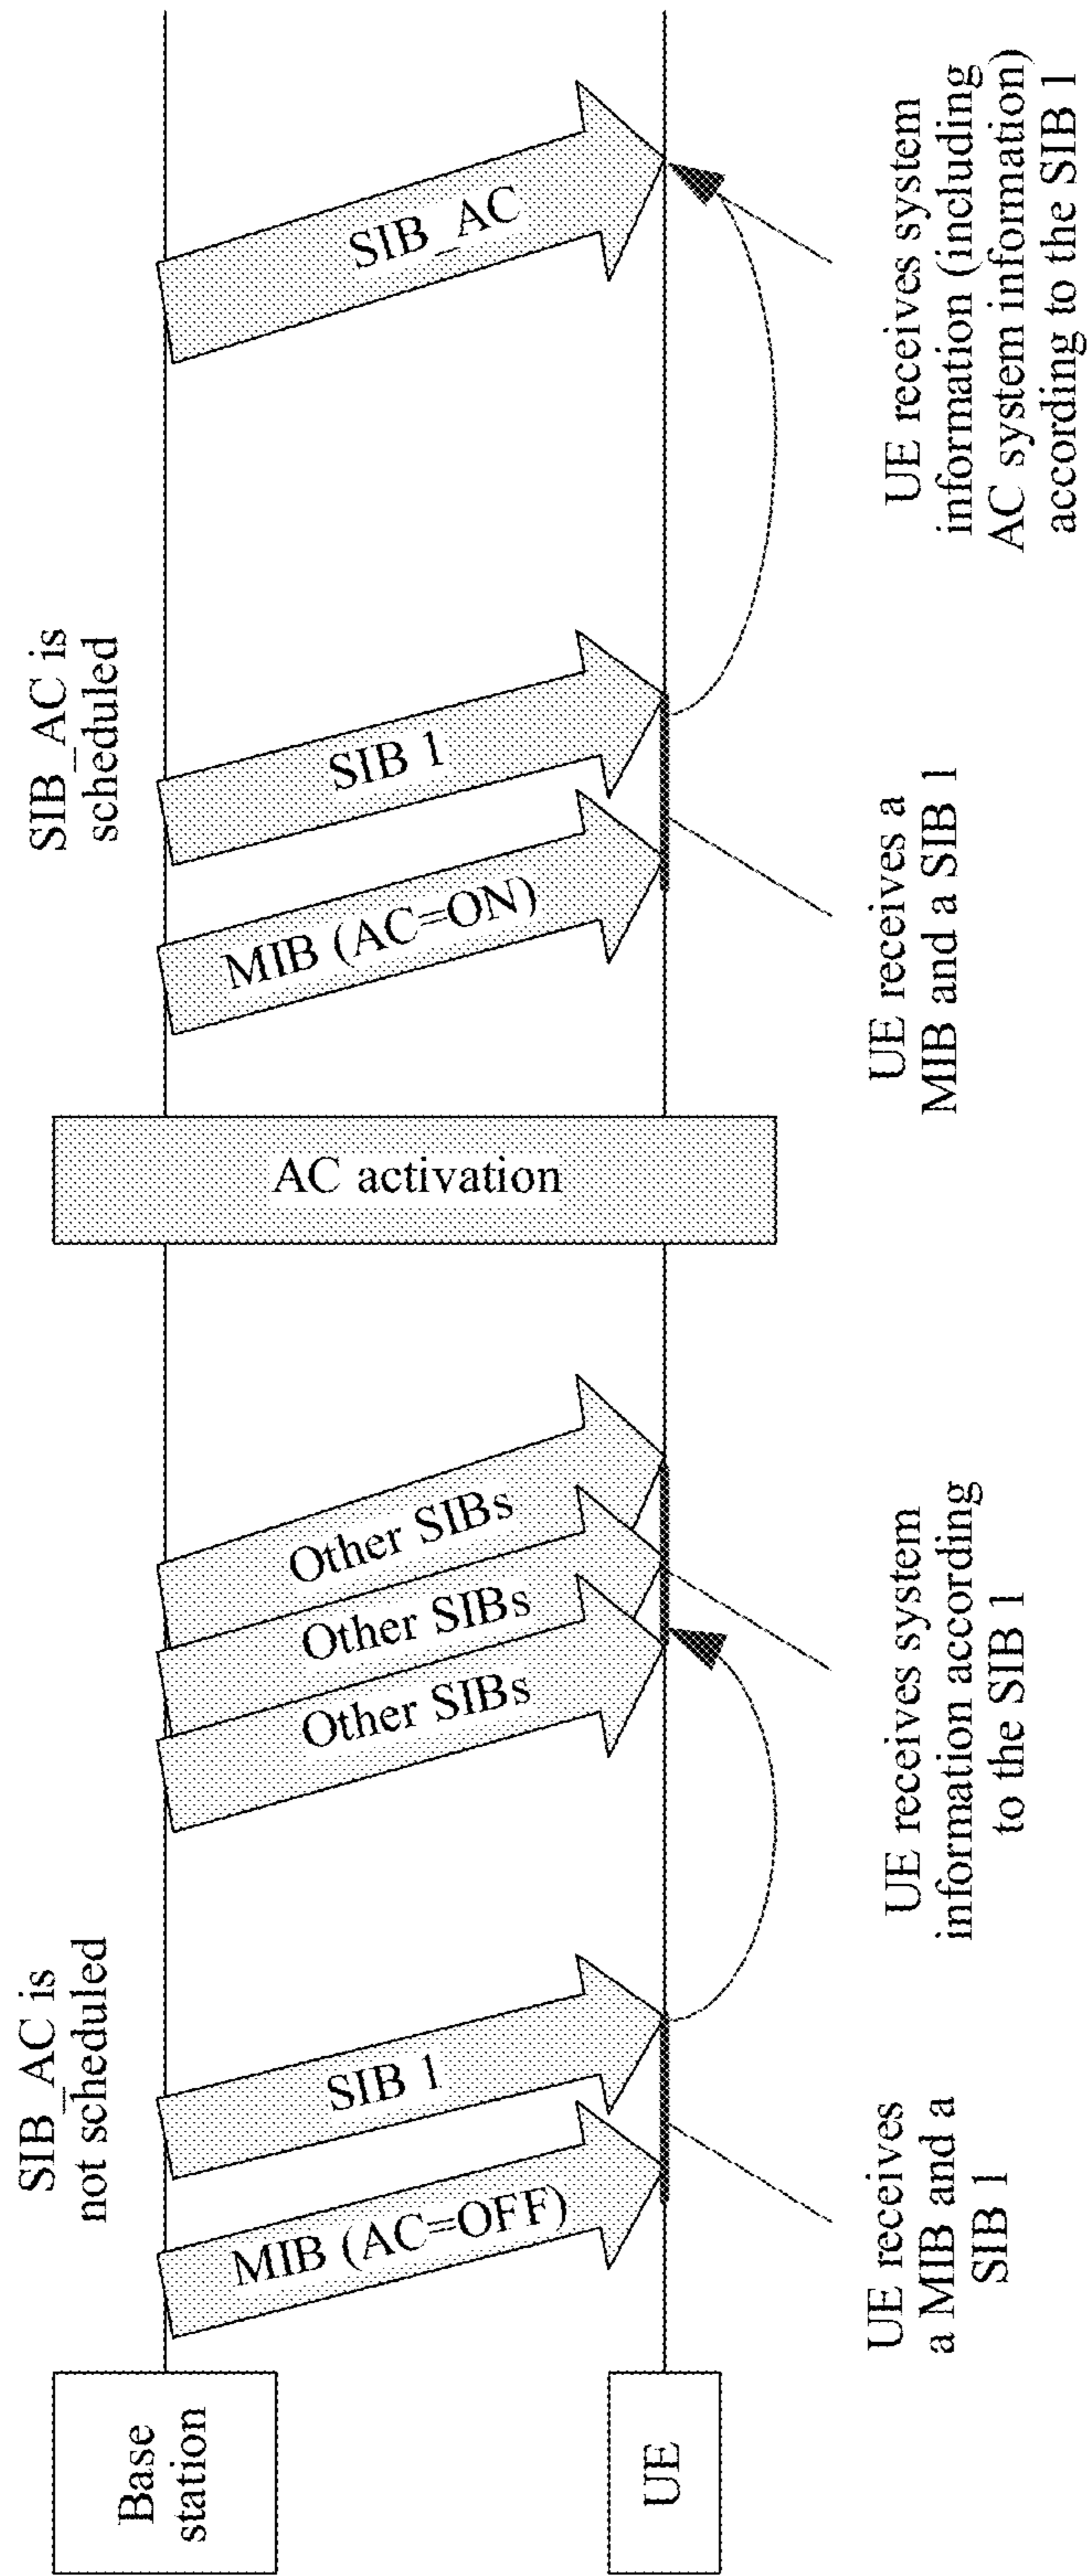 SIB_AC is
not scheduled
SIB_AC is
scheduled
Base
station
MIB (AC=OFF)
SIB 1
Other SIBs
Other SIBs
Other SIBs
AC activation
MIB (AC=ON)
SIB 1
SIB_AC
UE
UE receives
a MIB and a
SIB 1
UE receives system
information according
to the SIB 1
UE receives a
MIB and a SIB 1
UE receives system
information (including
AC system information)
according to the SIB 1